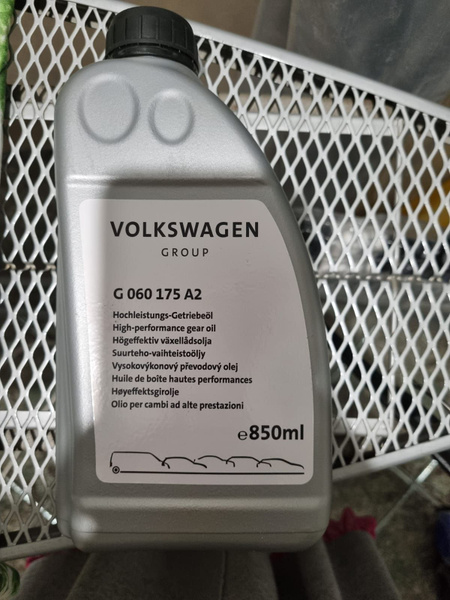 VOLKSWAGEN
GROUP
G 060 175 A2
Hochleistungs-Getriebeöl
High-performance gear oil
Högeffektiv växellådsolja
Suurteho-vaihteistoöljy
Vysokovýkonový převodový olej
Huile de boîte hautes performances
Høyeffektsgirolje
Olio per cambi ad alte prestazioni
℮850ml